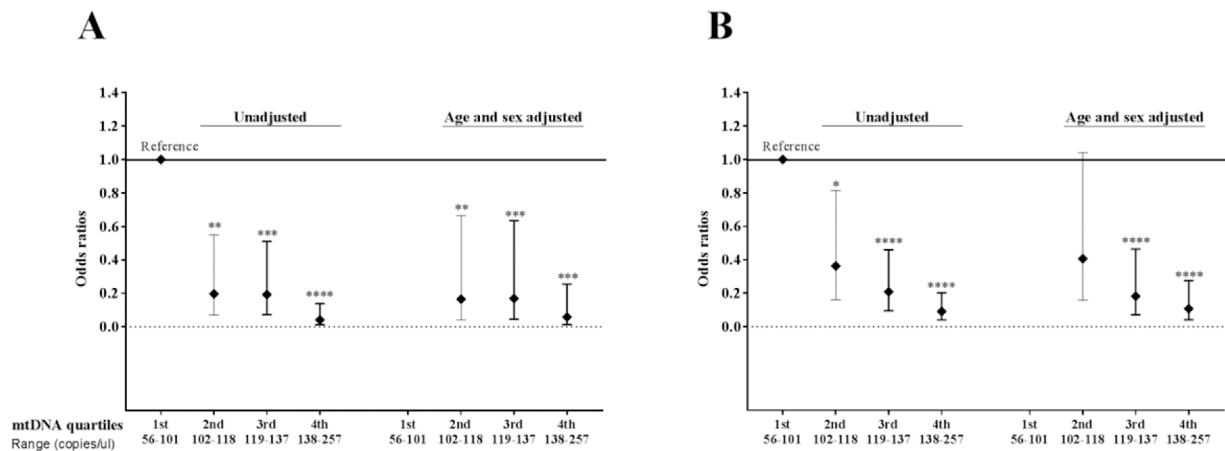 A
B
1.4
1.2
1.0
0.8
0.6
0.4
0.2
0.0
Odds ratios
Unadjusted
Age and sex adjusted
Reference
** *** ****
** *** ***
mtDNA quartiles 1st 2nd 3rd 4th 1st 2nd 3rd 4th
Range (copies/ul) 56-101 102-118 119-137 138-257 56-101 102-118 119-137 138-257
1.4
1.2
1.0
0.8
0.6
0.4
0.2
0.0
Odds ratios
Unadjusted
Age and sex adjusted
Reference
* **** ****
**** ****
1st 2nd 3rd 4th 1st 2nd 3rd 4th
56-101 102-118 119-137 138-257 56-101 102-118 119-137 138-257